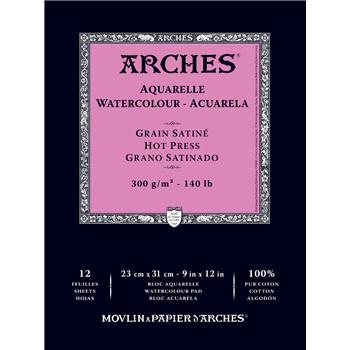 ARCHES®
AQUARELLE
WATERCOLOUR - ACUARELA
GRAIN SATINÉ
HOT PRESS
GRANO SATINADO
300 g/m² - 140 lb
12
FEUILLES
SHEETS
HOJAS
23 cm x 31 cm - 9 in x 12 in
BLOC AQUARELLE
WATERCOLOUR PAD
BLOC ACUARELA
100%
PUR COTON
COTTON
ALGODÓN
MOVLIN A PAPIER D'ARCHES®